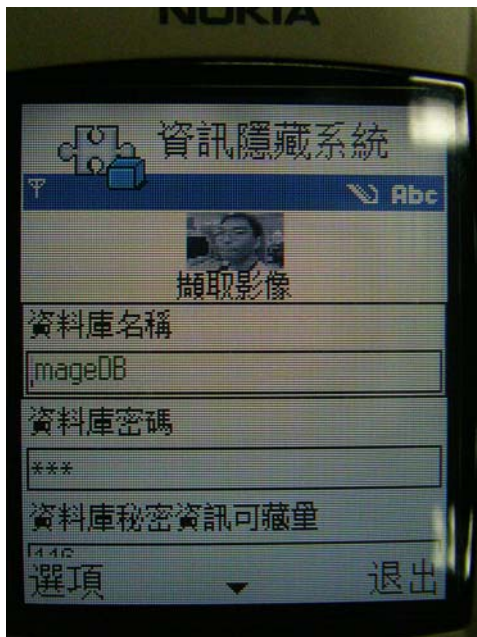 NOKIA
資訊隱藏系統
Abc
擷取影像
資料庫名稱
mageDB
資料庫密碼
***
資料庫秘密資訊可藏量
選項
退出